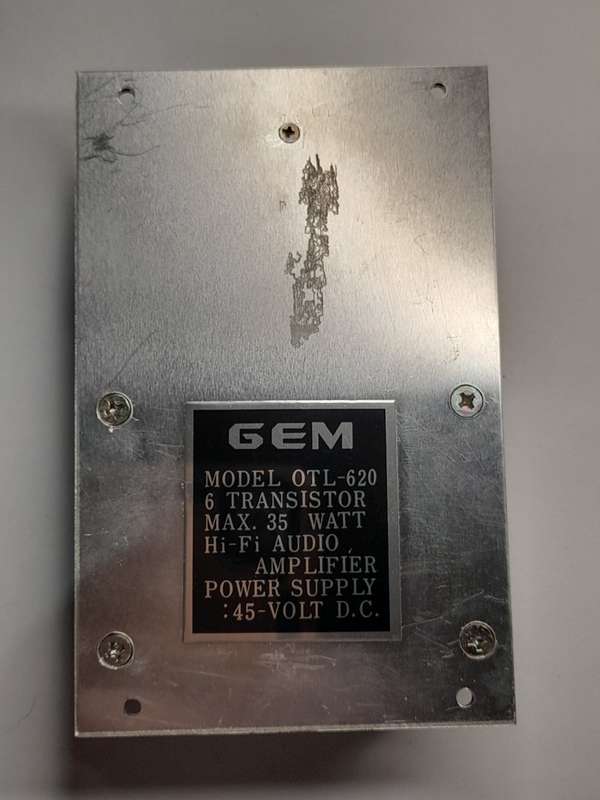 GEM
MODEL OTL-620
6 TRANSISTOR
MAX. 35 WATT
Hi-Fi AUDIO
AMPLIFIER
POWER SUPPLY
:45-VOLT D.C.